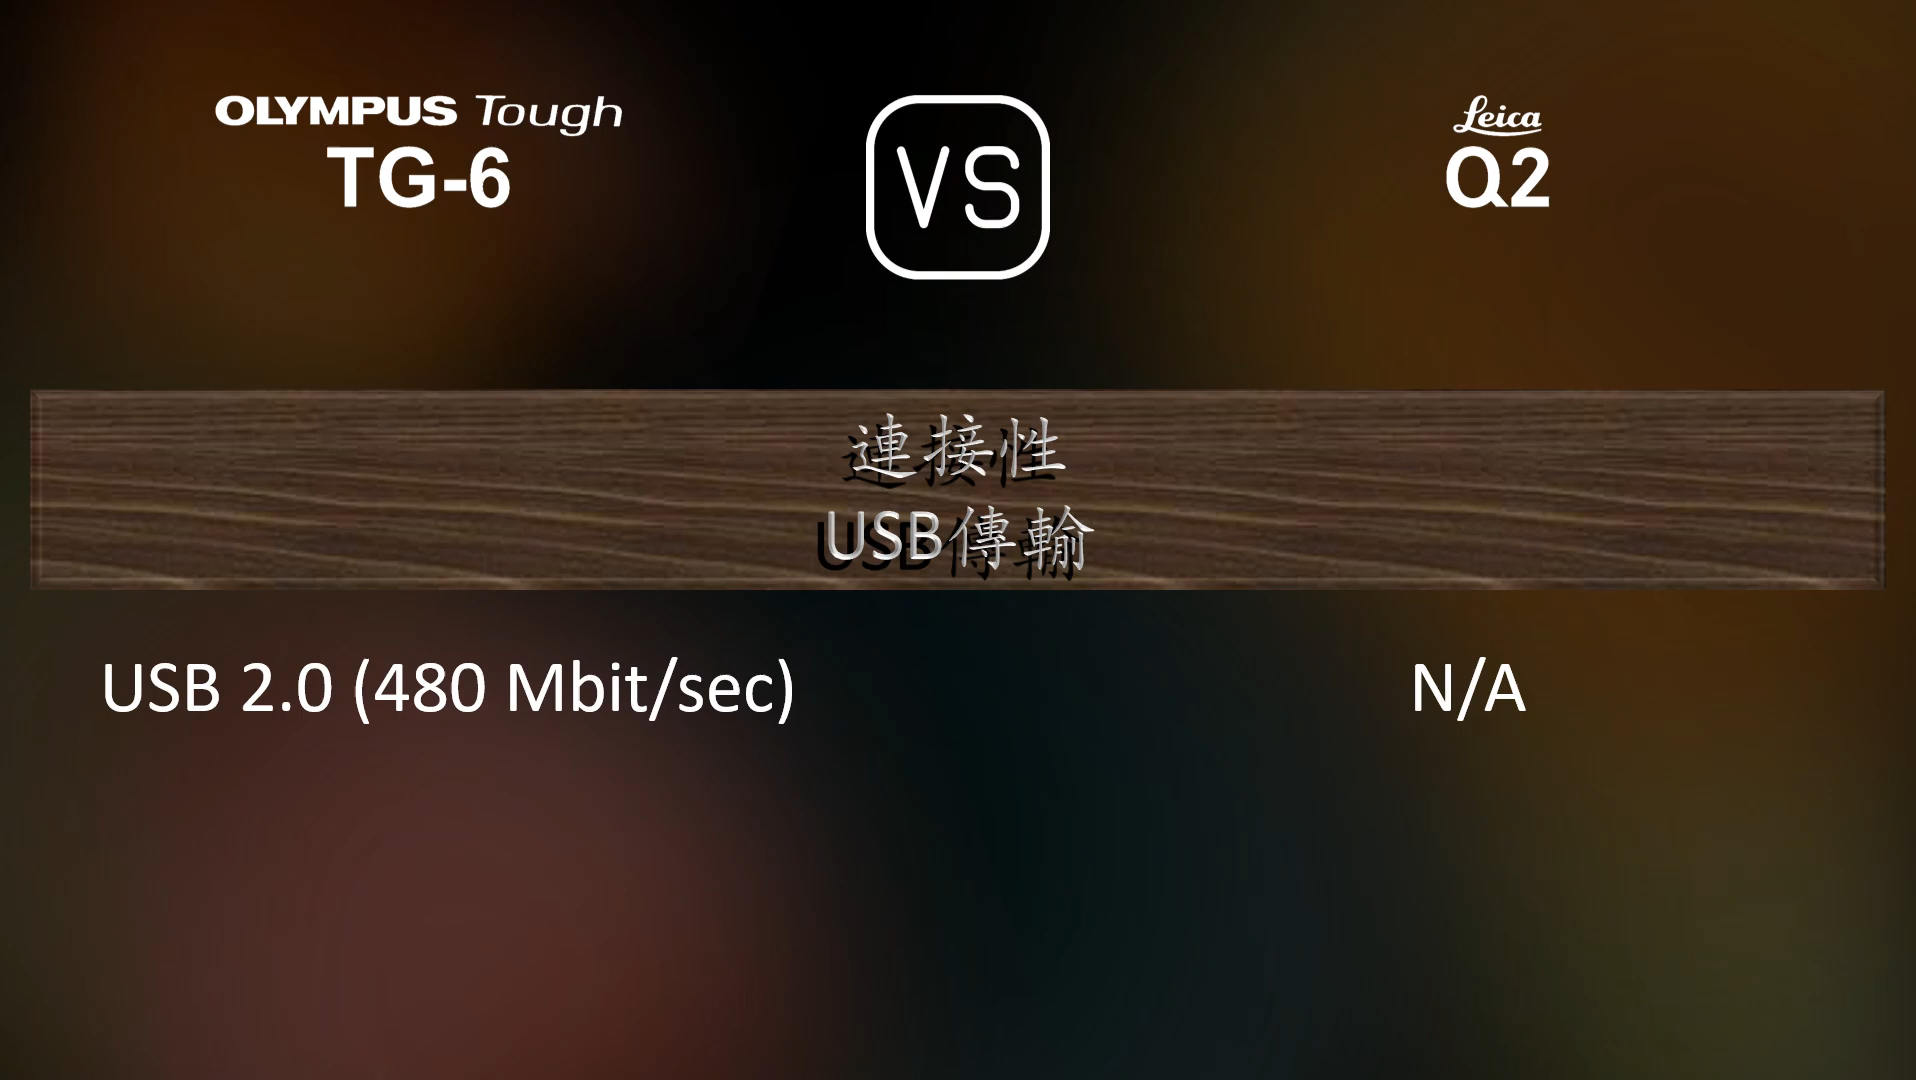 OLYMPUS Tough
TG-6
VS
Leica
Q2
連接性
USB傳輸
USB 2.0 (480 Mbit/sec)
N/A